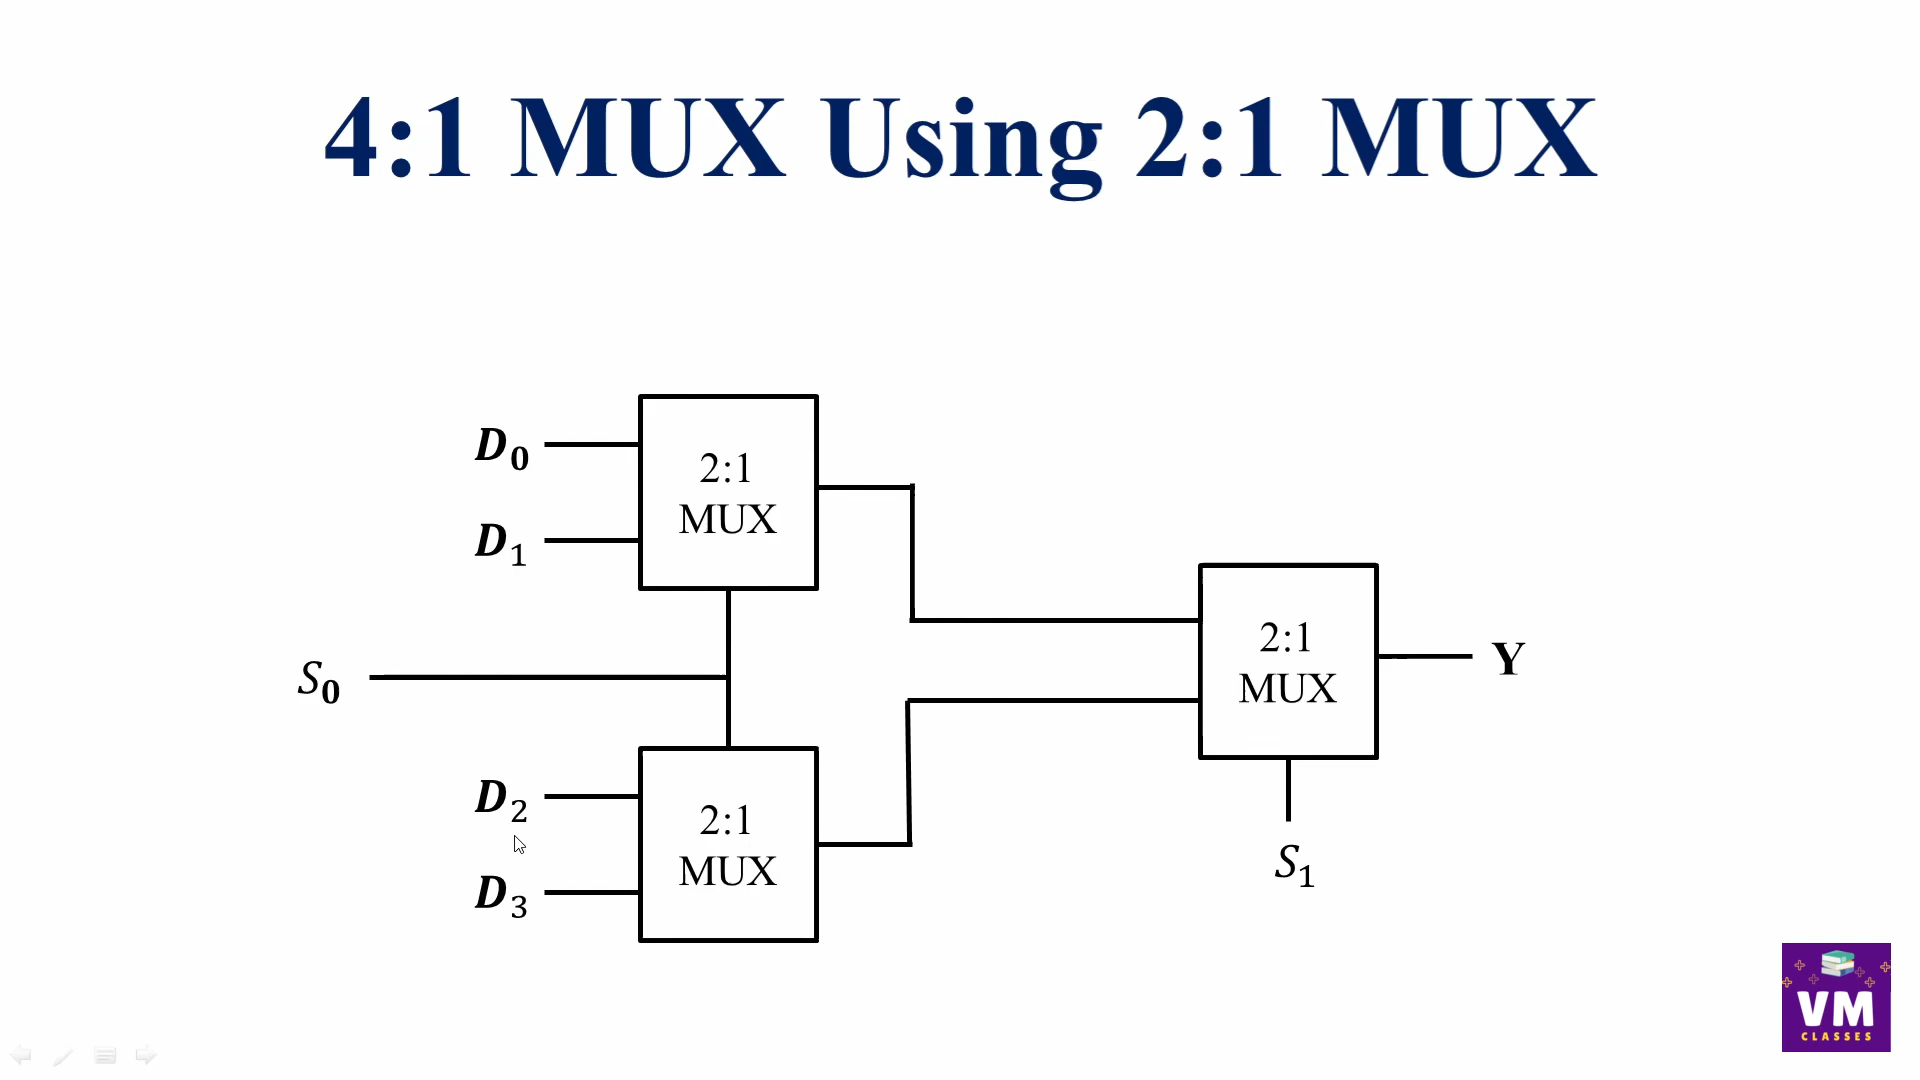 4:1 MUX Using 2:1 MUX
D₀
2:1
MUX
D₁
S₀
2:1
MUX
Y
D₂
2:1
MUX
D₃
S₁
VM
CLASSES